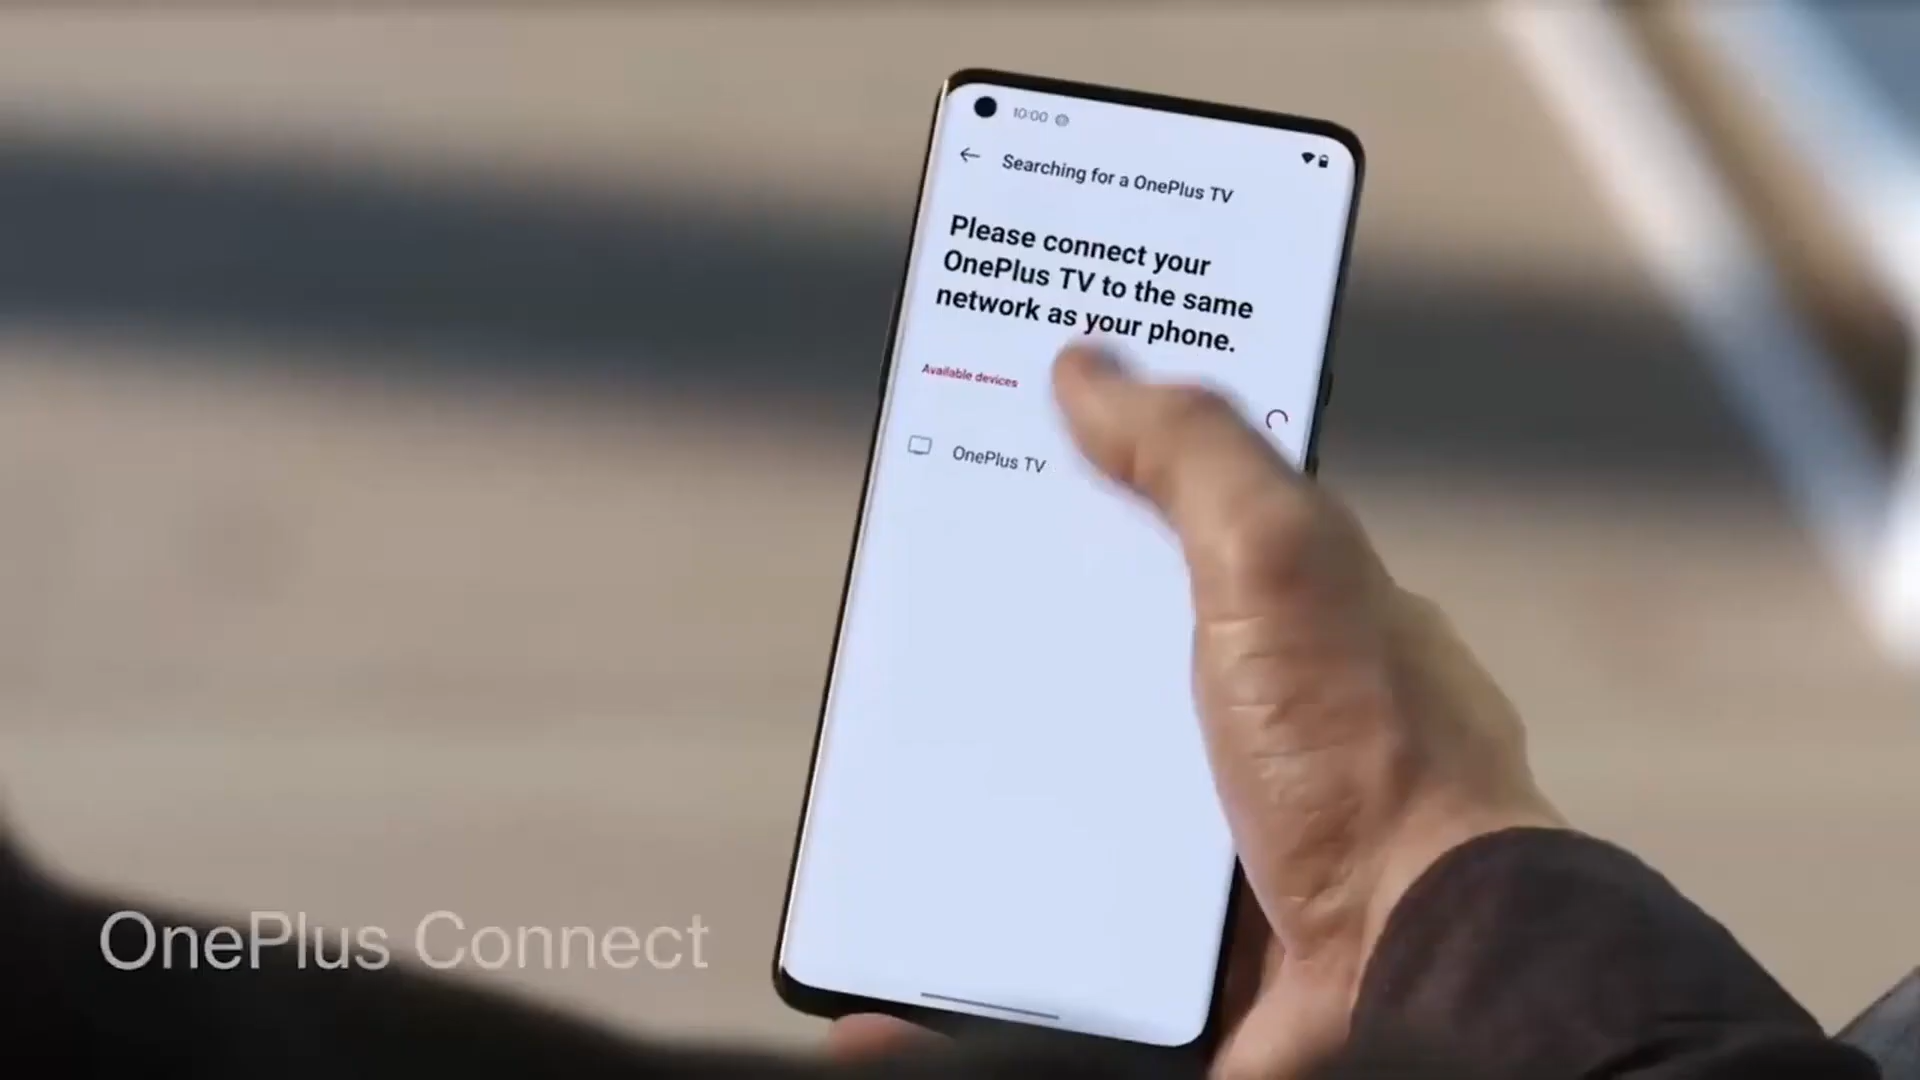 10:00
Searching for a OnePlus TV
Please connect your
OnePlus TV to the same
network as your phone.
Available devices
OnePlus TV
OnePlus Connect